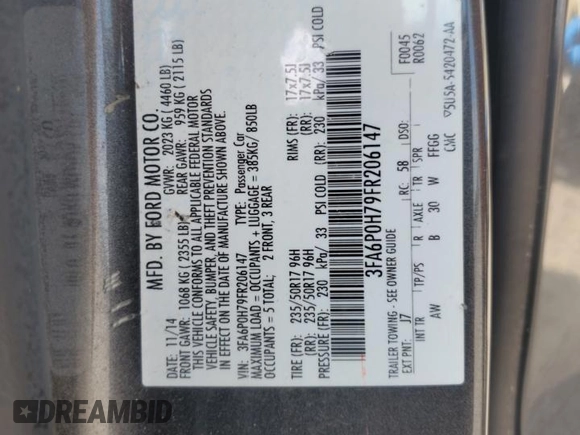 MFD. BY FORD MOTOR CO.
DATE: 11/14 GVWR: 2023 KG ( 4460 LB)
FRONT GAWR: 1068 KG ( 2355 LB) REAR GAWR: 959 KG ( 2115 LB)
THIS VEHICLE CONFORMS TO ALL APPLICABLE FEDERAL MOTOR
VEHICLE SAFETY, BUMPER, AND THEFT PREVENTION STANDARDS
IN EFFECT ON THE DATE OF MANUFACTURE SHOWN ABOVE.
VIN: 3FA6P0H79FR206147 TYPE: Passenger Car
MAXIMUM LOAD = OCCUPANTS + LUGGAGE = 385KG/ 850LB
OCCUPANTS = 5 TOTAL: 2 FRONT, 3 REAR
TIRE (FR): 235/50R17 96H RIMS (FR): 17x7.5J
(RR): 235/50R17 96H (RR): 17x7.5J
PRESSURE (FR): 230 kPa/ 33 PSI COLD (RR): 230 kPa/ 33 PSI COLD
3FA6P0H79FR206147
F0045
R0062
TRAILER TOWING - SEE OWNER GUIDE
EXT PNT: J7 RC: 58 DSO:
INT TR TP/PS R AXLE TR SPR
AW B 30 W FFGG
CNC 5U5A-5420472-AA
DREAMBID